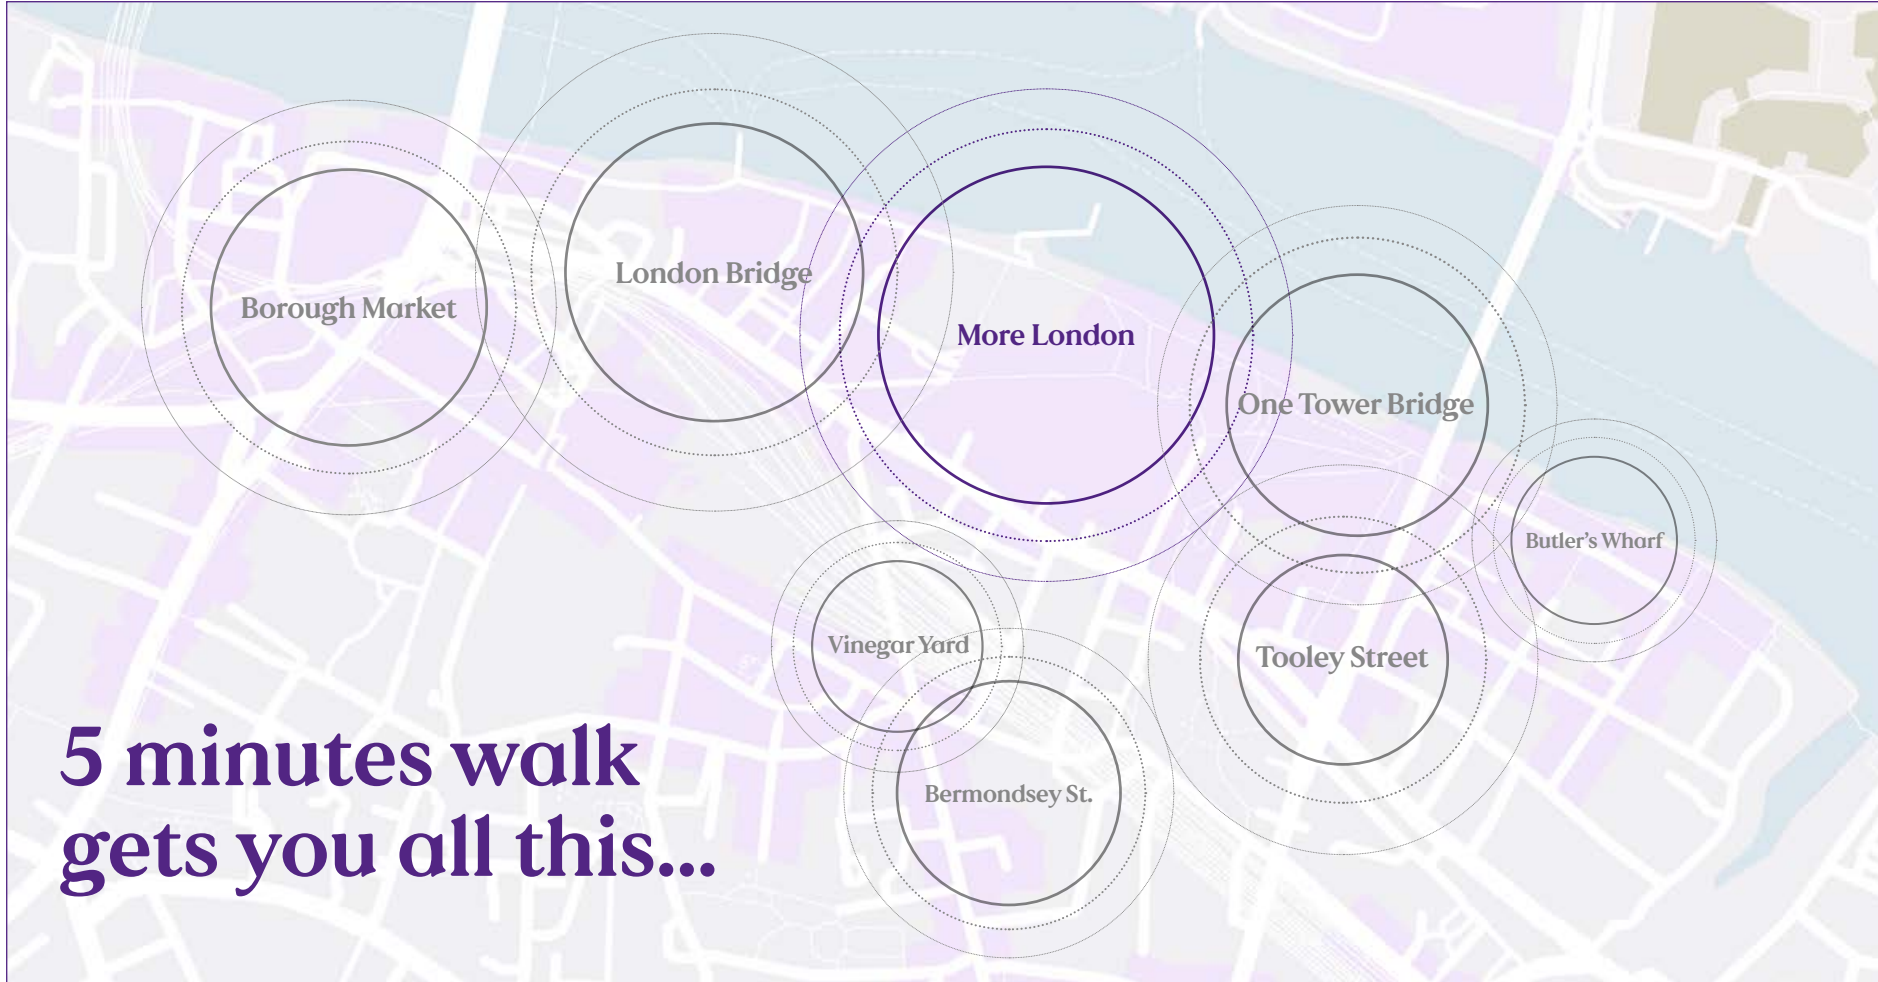 London Bridge
Borough Market
More London
One Tower Bridge
Butler's Wharf
Vinegar Yard
Tooley Street
Bermondsey St.
5 minutes walk
gets you all this...